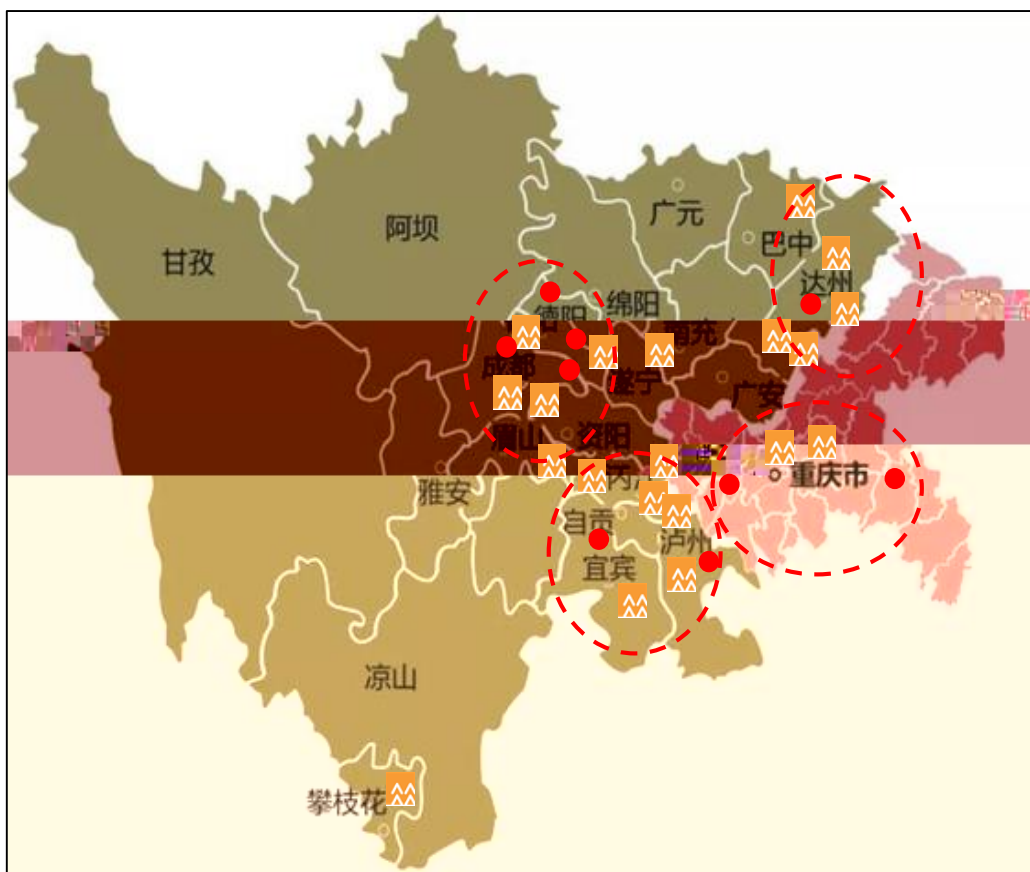 广元
阿坝
巴中
甘孜
达州
绵阳
德阳
南充
成都
遂宁
广安
眉山
资阳
重庆市
雅安
自贡
泸州
宜宾
凉山
攀枝花